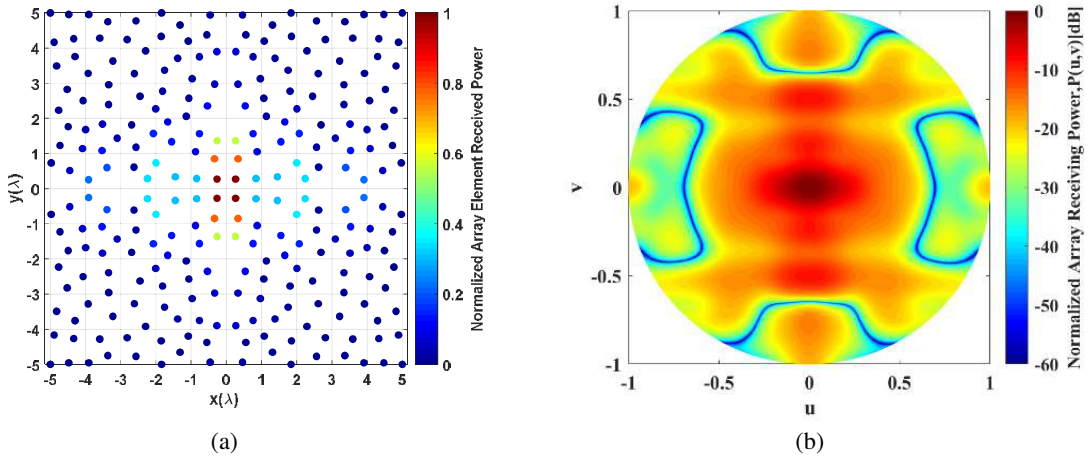 5
4
3
2
1
0
-1
-2
-3
-4
-5
y(λ)
-5 -4 -3 -2 -1 0 1 2 3 4 5
x(λ)
1
0.8
0.6
0.4
0.2
0
Normalized Array Element Received Power
(a)
1
0.5
0
-0.5
-1
v
-1 -0.5 0 0.5 1
u
0
-10
-20
-30
-40
-50
-60
Normalized Array Receiving Power,P(u,v)[dB]
(b)